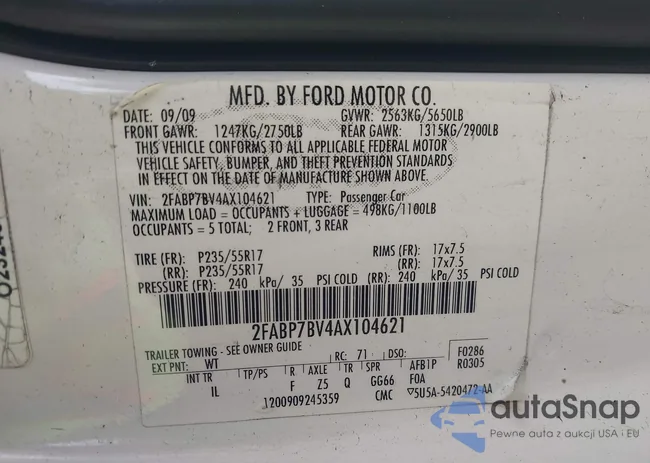 MFD. BY FORD MOTOR CO.
DATE: 09/09 GVWR: 2563KG/5650LB
FRONT GAWR: 1247KG/2750LB REAR GAWR: 1315KG/2900LB
THIS VEHICLE CONFORMS TO ALL APPLICABLE FEDERAL MOTOR
VEHICLE SAFETY, BUMPER, AND THEFT PREVENTION STANDARDS
IN EFFECT ON THE DATE OF MANUFACTURE SHOWN ABOVE.
VIN: 2FABP7BV4AX104621 TYPE: Passenger Car
MAXIMUM LOAD = OCCUPANTS + LUGGAGE = 498KG/1100LB
OCCUPANTS = 5 TOTAL; 2 FRONT, 3 REAR
TIRE (FR): P235/55R17 RIMS (FR): 17x7.5
(RR): P235/55R17 (RR): 17x7.5
PRESSURE (FR): 240 kPa/ 35 PSI COLD (RR): 240 kPa/ 35 PSI COLD
2FABP7BV4AX104621
TRAILER TOWING - SEE OWNER GUIDE
EXT PNT: WT RC: 71 DSO: F0286
R0305
INT TR TP/PS R AXLE TR SPR AFB1P
IL F Z5 Q GG66 F0A
1200909245359 CMC 5U5A-5420472-AA
autaSnap
Pewne auta z aukcji USA i EU